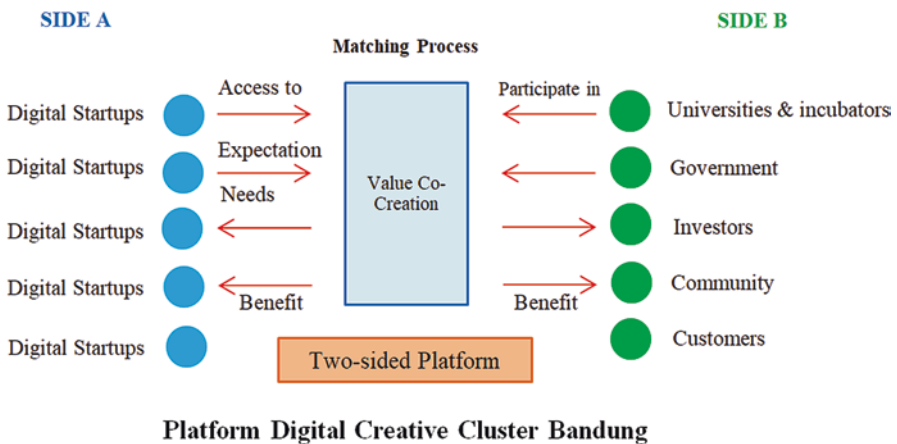 SIDE A
SIDE B
Matching Process
Digital Startups
Access to
Participate in
Universities & incubators
Digital Startups
Expectation
Government
Needs
Value Co-
Creation
Digital Startups
Investors
Digital Startups
Benefit
Benefit
Community
Digital Startups
Two-sided Platform
Customers
Platform Digital Creative Cluster Bandung